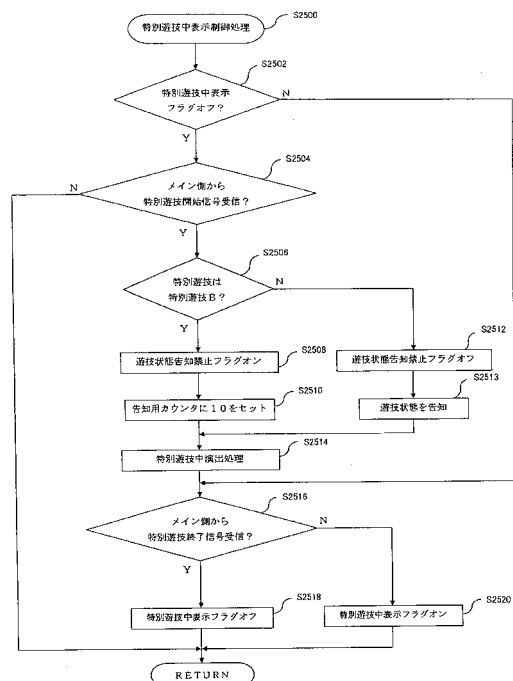 特別遊技中表示制御処理
S2500
S2502
特別遊技中表示
フラグオフ?
N
Y
S2504
メイン側から
特別遊技開始信号受信?
N
Y
S2506
特別遊技は
特別遊技B?
N
Y
S2512
遊技状態告知禁止フラグオン
S2508
遊技状態告知禁止フラグオフ
S2513
S2510
告知用カウンタに10をセット
遊技状態を告知
S2514
特別遊技中演出処理
S2516
メイン側から
特別遊技終了信号受信?
N
Y
S2518
S2520
特別遊技中表示フラグオフ
特別遊技中表示フラグオン
RETURN